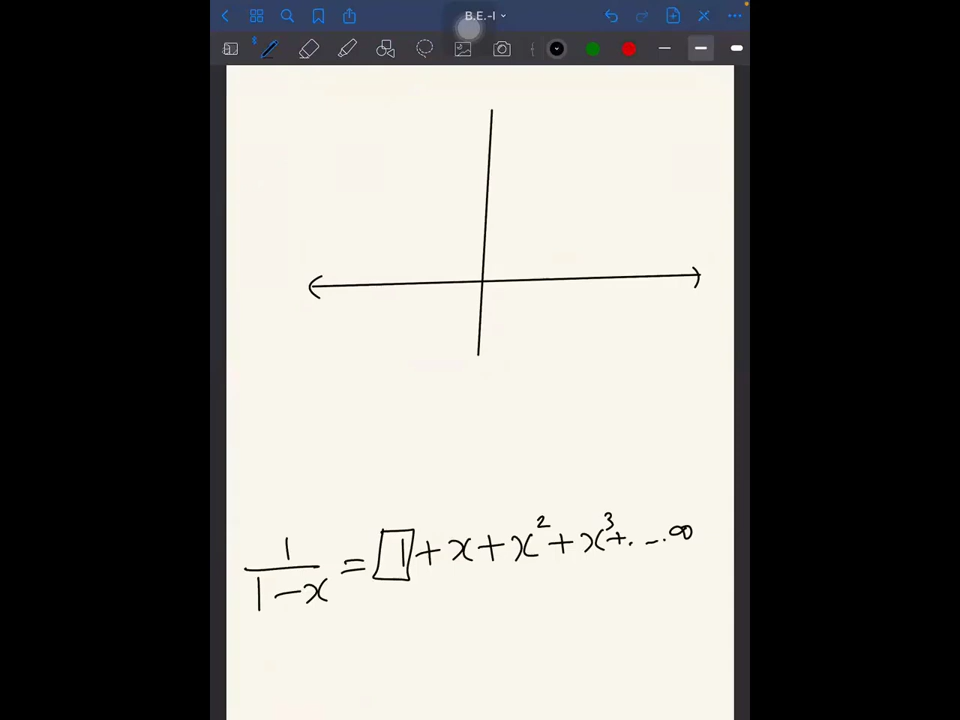 B.E.-I
1/(1-x) = 1 + x + x² + x³ + . - . . ∞